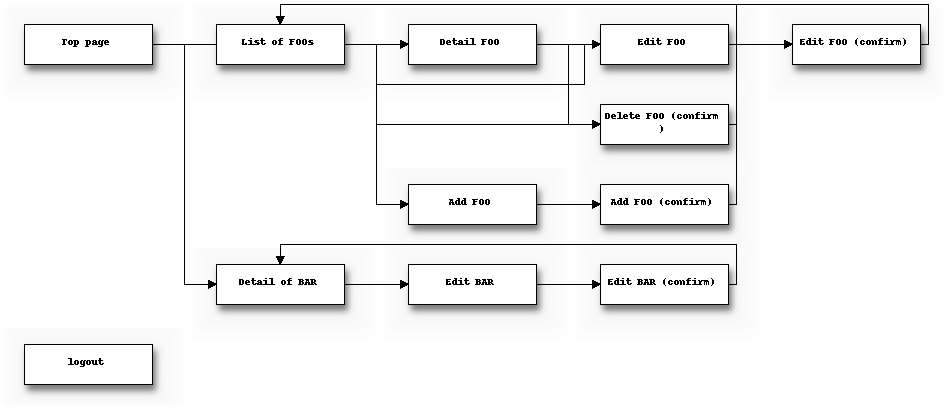 Top page
List of FOOs
Detail FOO
Edit FOO
Edit FOO (confirm)
Delete FOO (confirm
)
Add FOO
Add FOO (confirm)
Detail of BAR
Edit BAR
Edit BAR (confirm)
logout